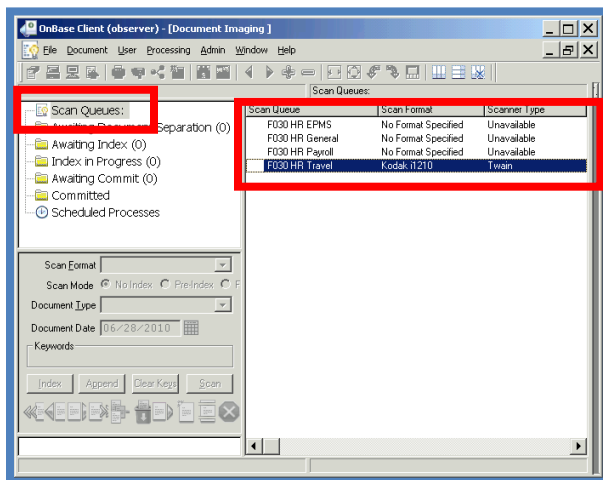 OnBase Client (observer) - [Document Imaging ]
File Document User Processing Admin Window Help
Scan Queues:
Scan Queues:
Awaiting Document Separation (0)
Awaiting Index (0)
Index in Progress (0)
Awaiting Commit (0)
Committed
Scheduled Processes
Scan Queue Scan Format Scanner Type
F030 HR EPMS No Format Specified Unavailable
F030 HR General No Format Specified Unavailable
F030 HR Payroll No Format Specified Unavailable
F030 HR Travel Kodak i1210 Twain
Scan Format
Scan Mode No Index Pre-Index F
Document Type
Document Date 06/28/2010
Keywords
Index Append Clear Keys Scan